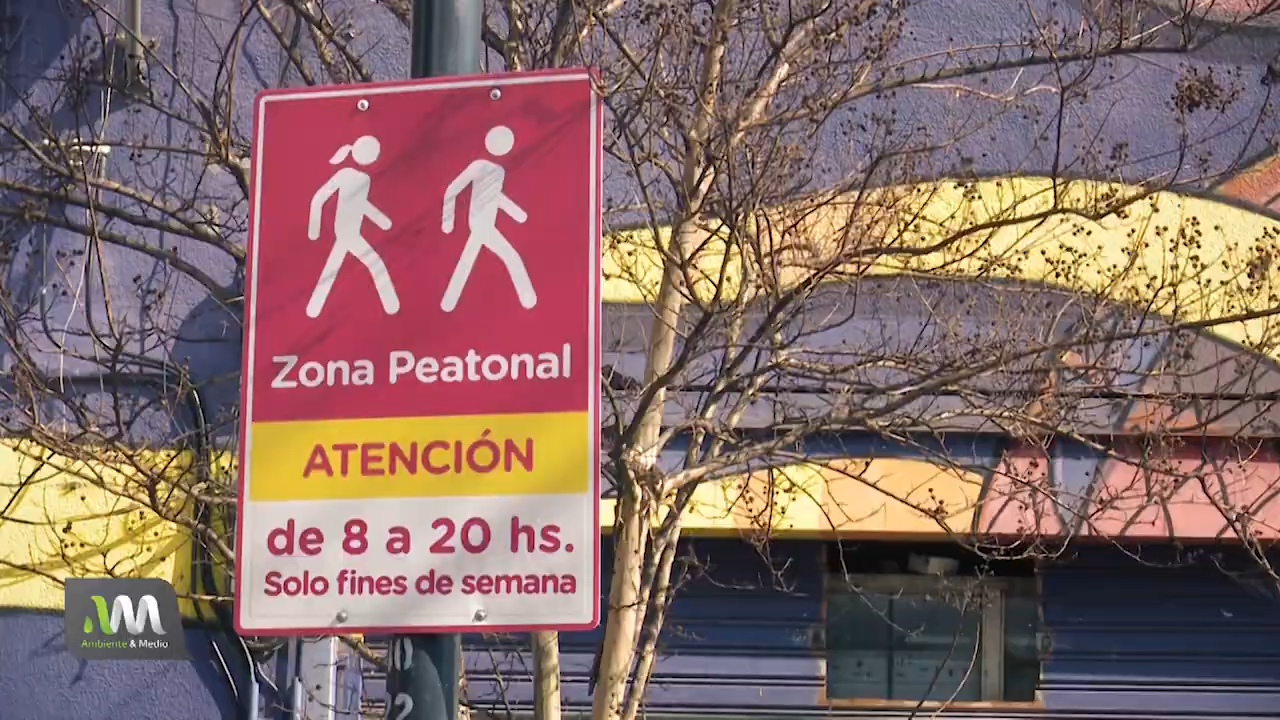 Zona Peatonal
ATENCIÓN
de 8 a 20 hs.
Solo fines de semana
AM
Ambiente & Medio